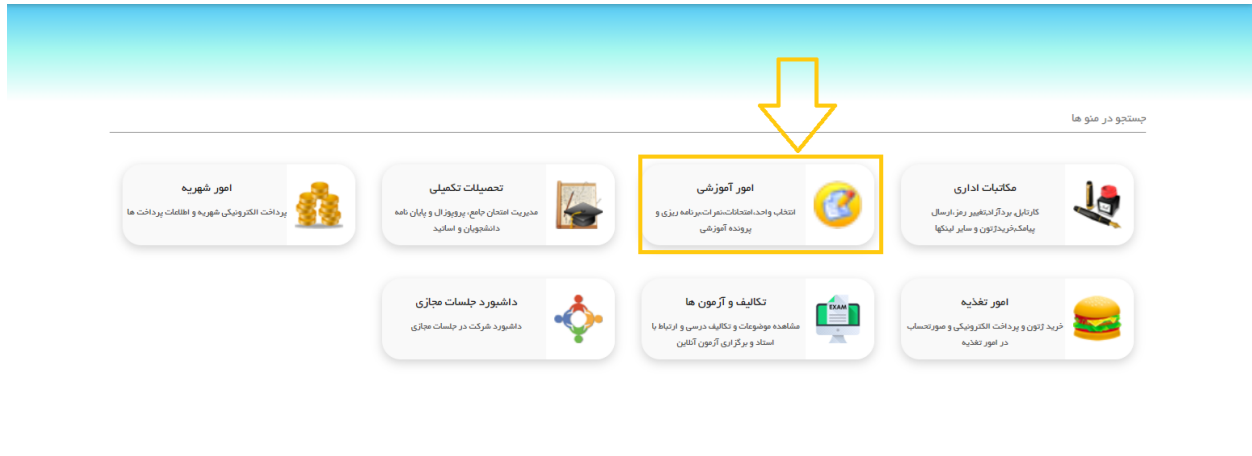 جستجو در منو ها
مکاتبات اداری
کارتابل، بردآزاد،تغییر رمز،ارسال
پیامک،خریدژتون و سایر لینکها
امور آموزشی
انتخاب واحد،امتحانات،نمرات،برنامه ریزی و
پرونده آموزشی
تحصیلات تکمیلی
مدیریت امتحان جامع، پروپوزال و پایان نامه
دانشجویان و اساتید
امور شهریه
پرداخت الکترونیکی شهریه و اطلاعات پرداخت ها
امور تغذیه
خرید ژتون و پرداخت الکترونیکی و صورتحساب
در امور تغذیه
تکالیف و آزمون ها
مشاهده موضوعات و تکالیف درسی و ارتباط با
استاد و برگزاری آزمون آنلاین
EXAM
داشبورد جلسات مجازی
داشبورد شرکت در جلسات مجازی